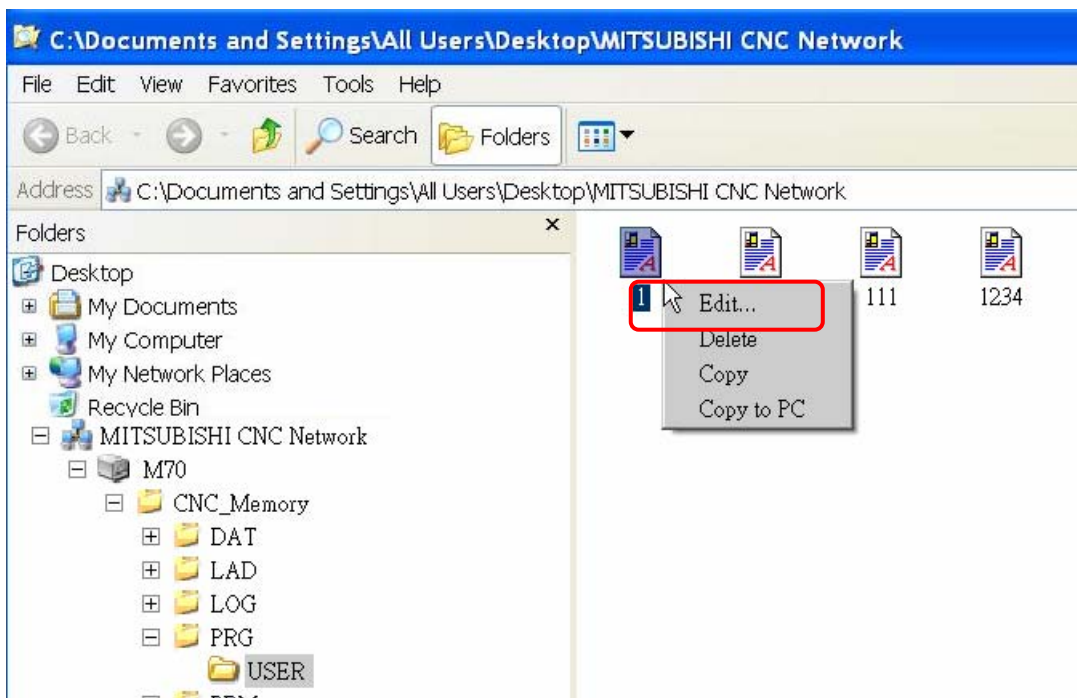 C:\Documents and Settings\All Users\Desktop\MITSUBISHI CNC Network
File Edit View Favorites Tools Help
Back Search Folders
Address C:\Documents and Settings\All Users\Desktop\MITSUBISHI CNC Network
Folders x
Desktop
My Documents
My Computer
My Network Places
Recycle Bin
MITSUBISHI CNC Network
M70
CNC_Memory
DAT
LAD
LOG
PRG
USER
1 111 1234
Edit...
Delete
Copy
Copy to PC